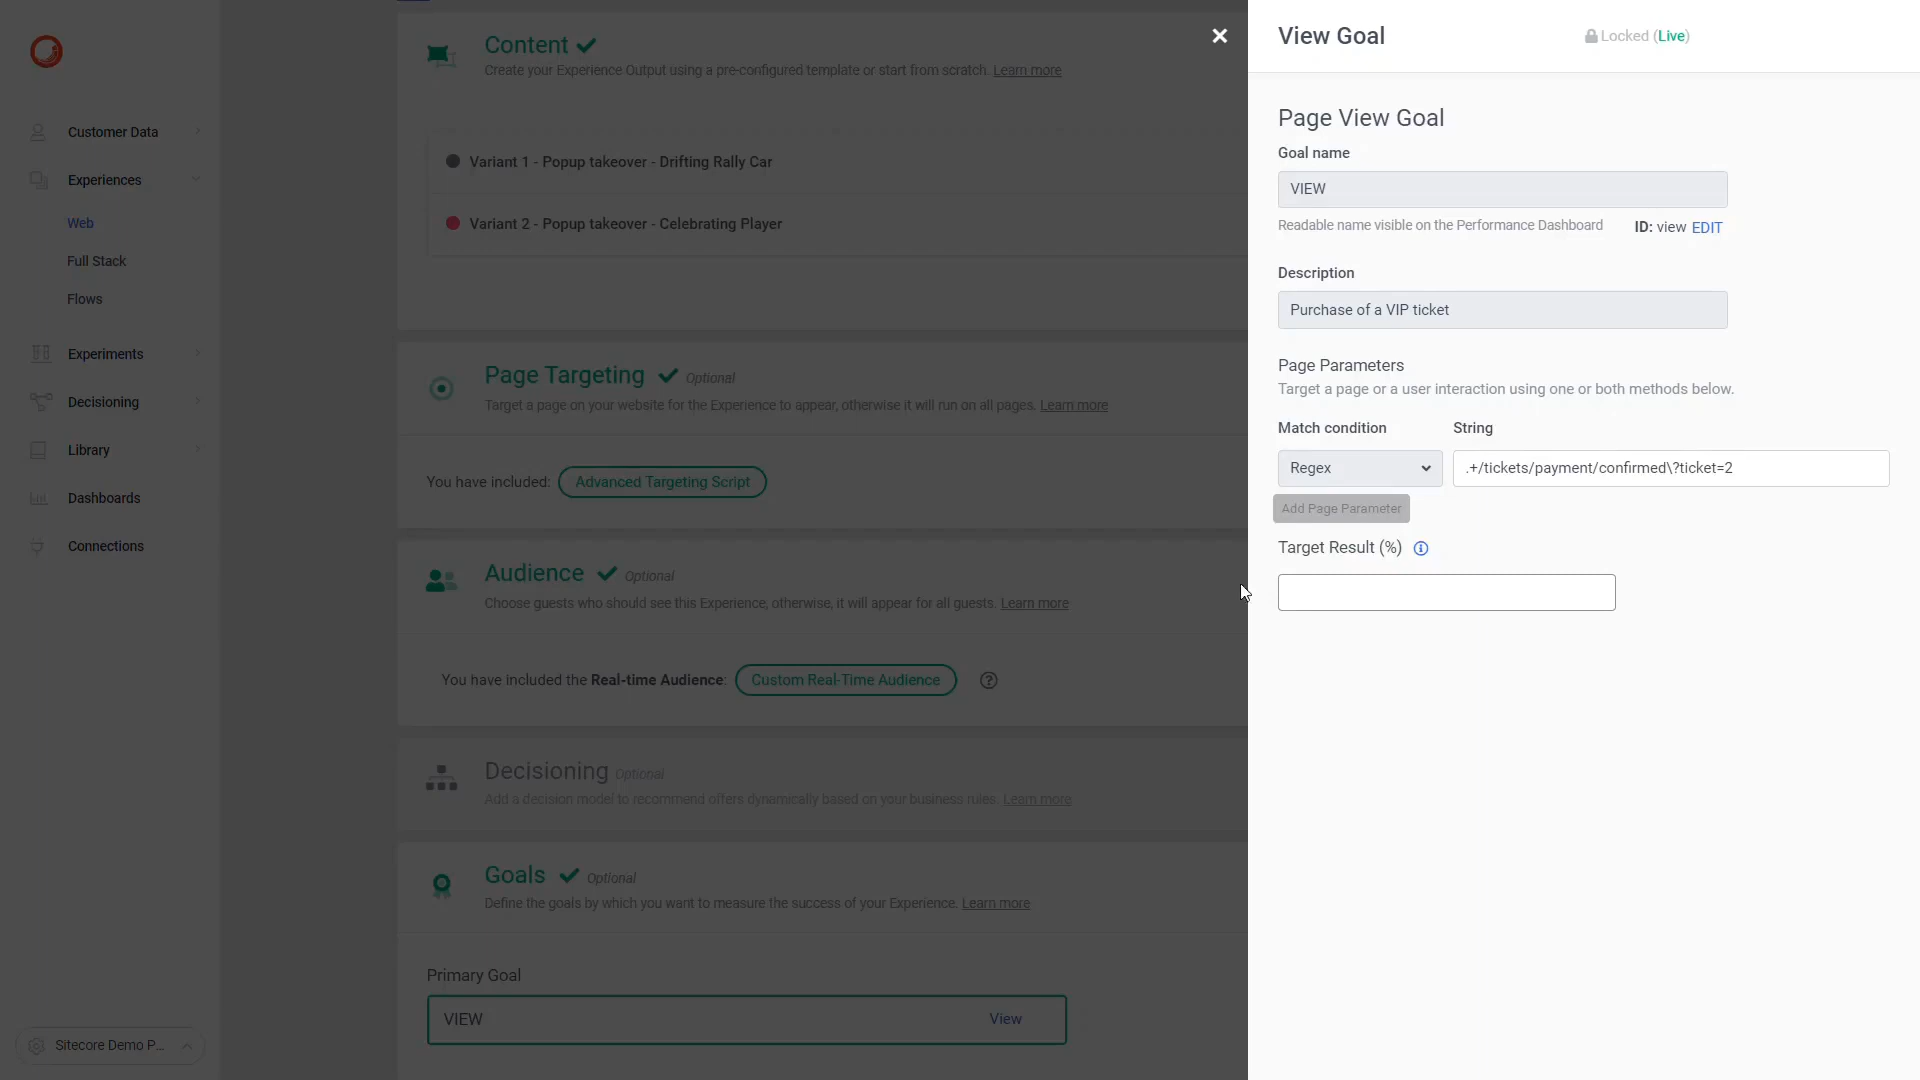 Customer Data
Experiences
Web
Full Stack
Flows
Experiments
Decisioning
Library
Dashboards
Connections
Sitecore Demo P...
Content
Create your Experience Output using a pre-configured template or start from scratch. Learn more
Variant 1 - Popup takeover - Drifting Rally Car
Variant 2 - Popup takeover - Celebrating Player
Page Targeting Optional
Target a page on your website for the Experience to appear, otherwise it will run on all pages. Learn more
You have included: Advanced Targeting Script
Audience Optional
Choose guests who should see this Experience, otherwise, it will appear for all guests. Learn more
You have included the Real-time Audience: Custom Real-Time Audience
Decisioning Optional
Add a decision model to recommend offers dynamically based on your business rules. Learn more
Goals Optional
Define the goals by which you want to measure the success of your Experience. Learn more
Primary Goal
VIEW View
View Goal
Locked (Live)
Page View Goal
Goal name
VIEW
Readable name visible on the Performance Dashboard ID: view EDIT
Description
Purchase of a VIP ticket
Page Parameters
Target a page or a user interaction using one or both methods below.
Match condition String
Regex .+/tickets/payment/confirmed\?ticket=2
Add Page Parameter
Target Result (%)